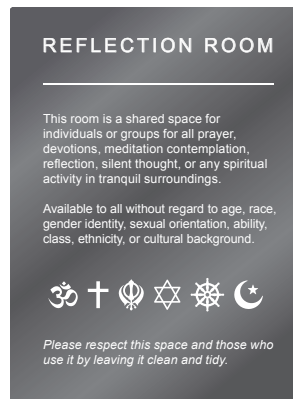 REFLECTION ROOM
This room is a shared space for
individuals or groups for all prayer,
devotions, meditation contemplation,
reflection, silent thought, or any spiritual
activity in tranquil surroundings.
Available to all without regard to age, race,
gender identity, sexual orientation, ability,
class, ethnicity, or cultural background.
Please respect this space and those who
use it by leaving it clean and tidy.